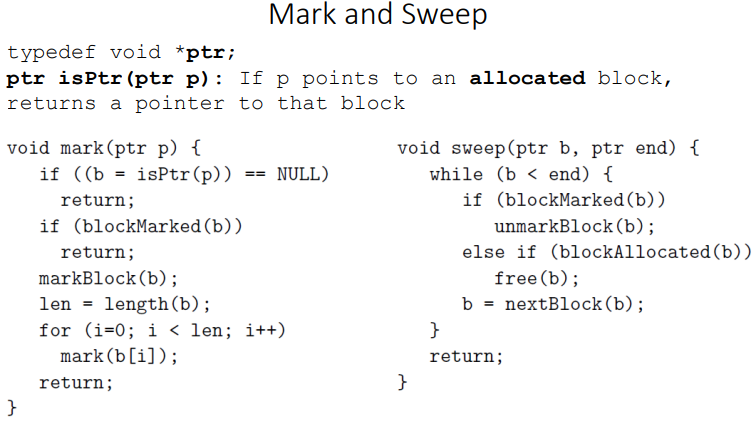 Mark and Sweep
typedef void *ptr;
ptr isPtr(ptr p): If p points to an allocated block,
returns a pointer to that block
void mark(ptr p) {
if ((b = isPtr(p)) == NULL)
return;
if (blockMarked(b))
return;
markBlock(b);
len = length(b);
for (i=0; i < len; i++)
mark(b[i]);
return;
}
void sweep(ptr b, ptr end) {
while (b < end) {
if (blockMarked(b))
unmarkBlock(b);
else if (blockAllocated(b))
free(b);
b = nextBlock(b);
}
return;
}